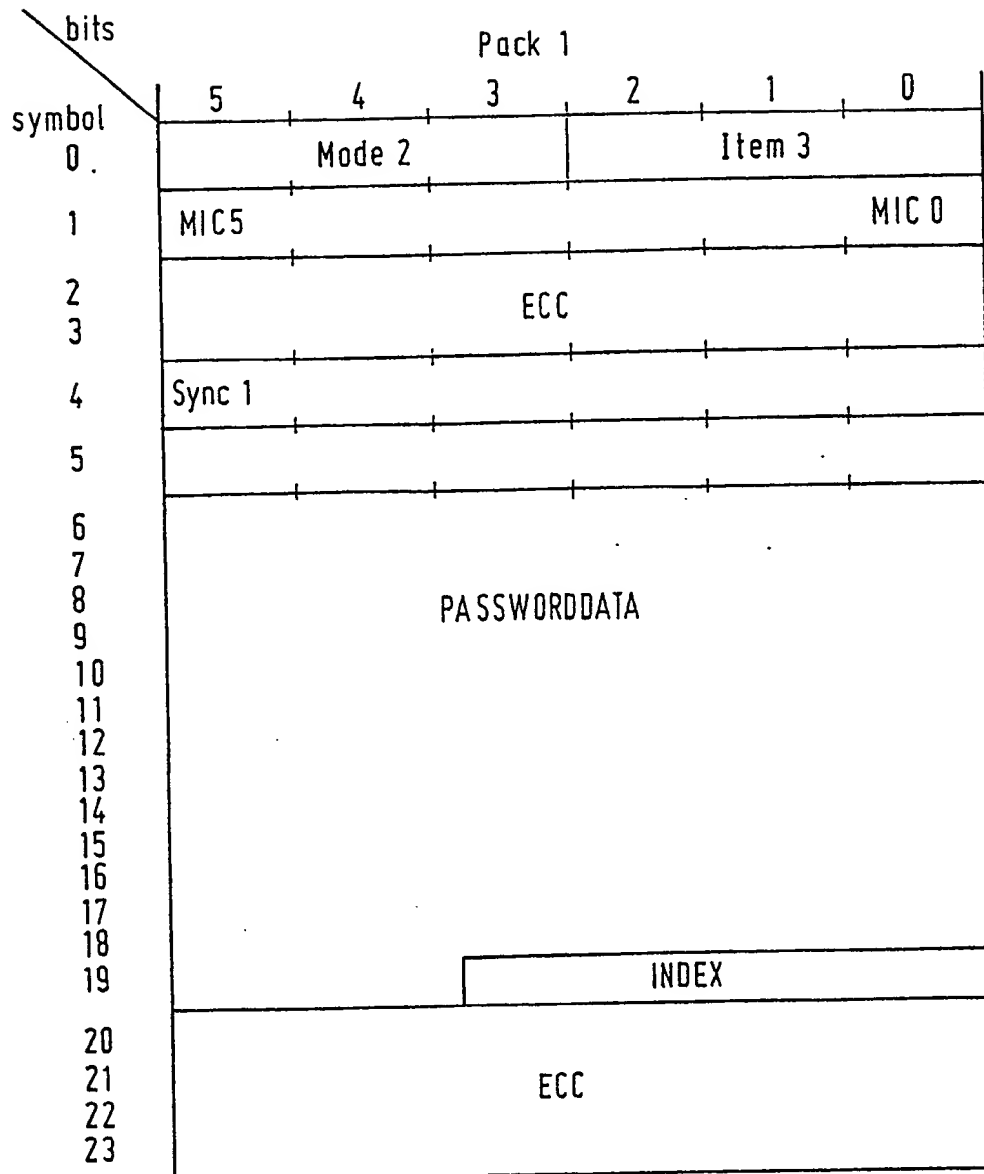 bits
Pack 1
5 4 3 2 1 0
symbol
0 Mode 2 Item 3
1 MIC5 MIC 0
2
ECC
3
4 Sync 1
5
6
7
8 PASSWORDDATA
9
10
11
12
13
14
15
16
17
18
19 INDEX
20
21 ECC
22
23